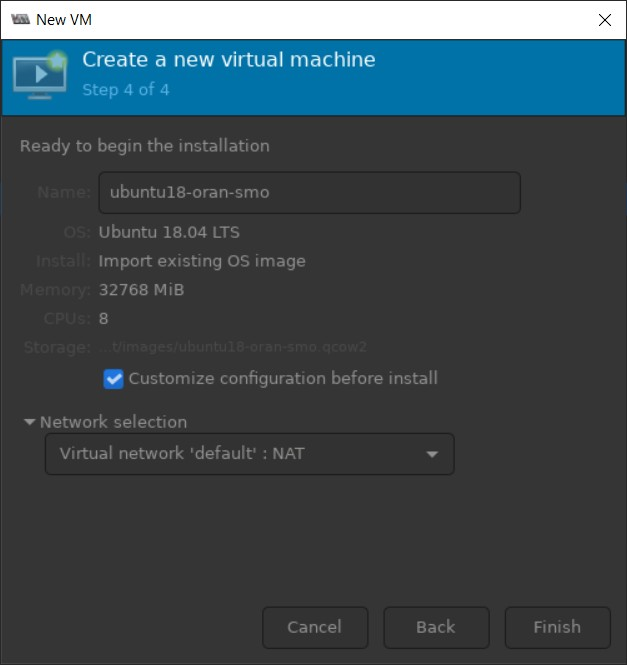 New VM
Create a new virtual machine
Step 4 of 4
Ready to begin the installation
Name: ubuntu18-oran-smo
OS: Ubuntu 18.04 LTS
Install: Import existing OS image
Memory: 32768 MiB
CPUs: 8
Storage: ...t/images/ubuntu18-oran-smo.qcow2
Customize configuration before install
Network selection
Virtual network 'default' : NAT
Cancel Back Finish